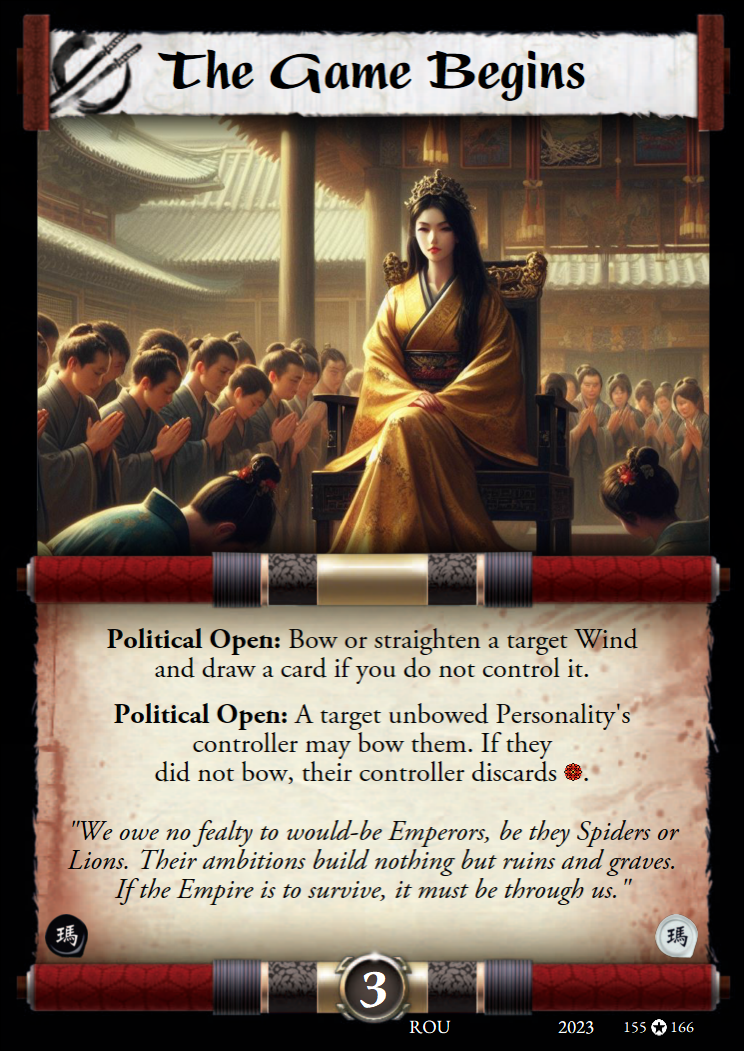 The Game Begins
Political Open: Bow or straighten a target Wind
and draw a card if you do not control it.
Political Open: A target unbowed Personality's
controller may bow them. If they
did not bow, their controller discards .
"We owe no fealty to would-be Emperors, be they Spiders or
Lions. Their ambitions build nothing but ruins and graves.
If the Empire is to survive, it must be through us."
瑪
瑪
3
ROU 2023 155 166